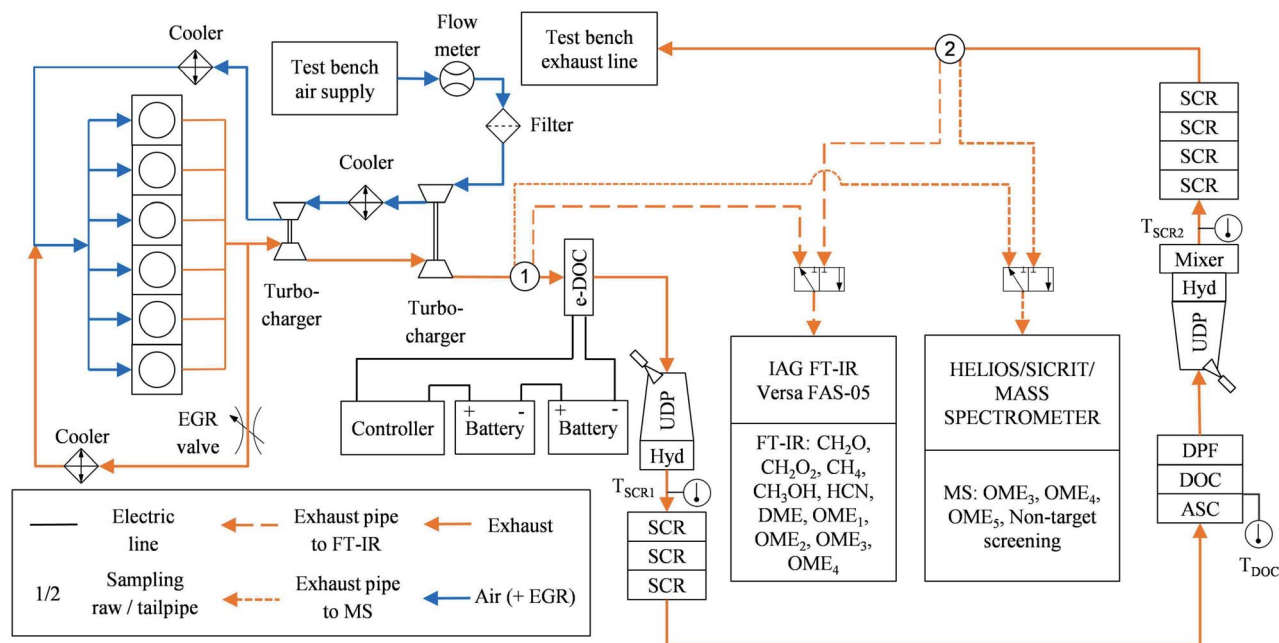 Cooler
Test bench
air supply
Flow
meter
Filter
Test bench
exhaust line
2
SCR
SCR
SCR
SCR
T_SCR2
Mixer
Hyd
UDP
Cooler
Turbo-
charger
Turbo-
charger
1
e-DOC
EGR
valve
Cooler
Controller
+ -
Battery
+ -
Battery
UDP
Hyd
T_SCR1
SCR
SCR
SCR
IAG FT-IR
Versa FAS-05
FT-IR: CH₂O,
CH₂O₂, CH₄,
CH₃OH, HCN,
DME, OME₁,
OME₂, OME₃,
OME₄
HELIOS/SICRIT/
MASS
SPECTROMETER
MS: OME₃, OME₄,
OME₅, Non-target
screening
DPF
DOC
ASC
T_DOC
Electric
line
Exhaust pipe
to FT-IR
Exhaust
1/2
Sampling
raw / tailpipe
Exhaust pipe
to MS
Air (+ EGR)